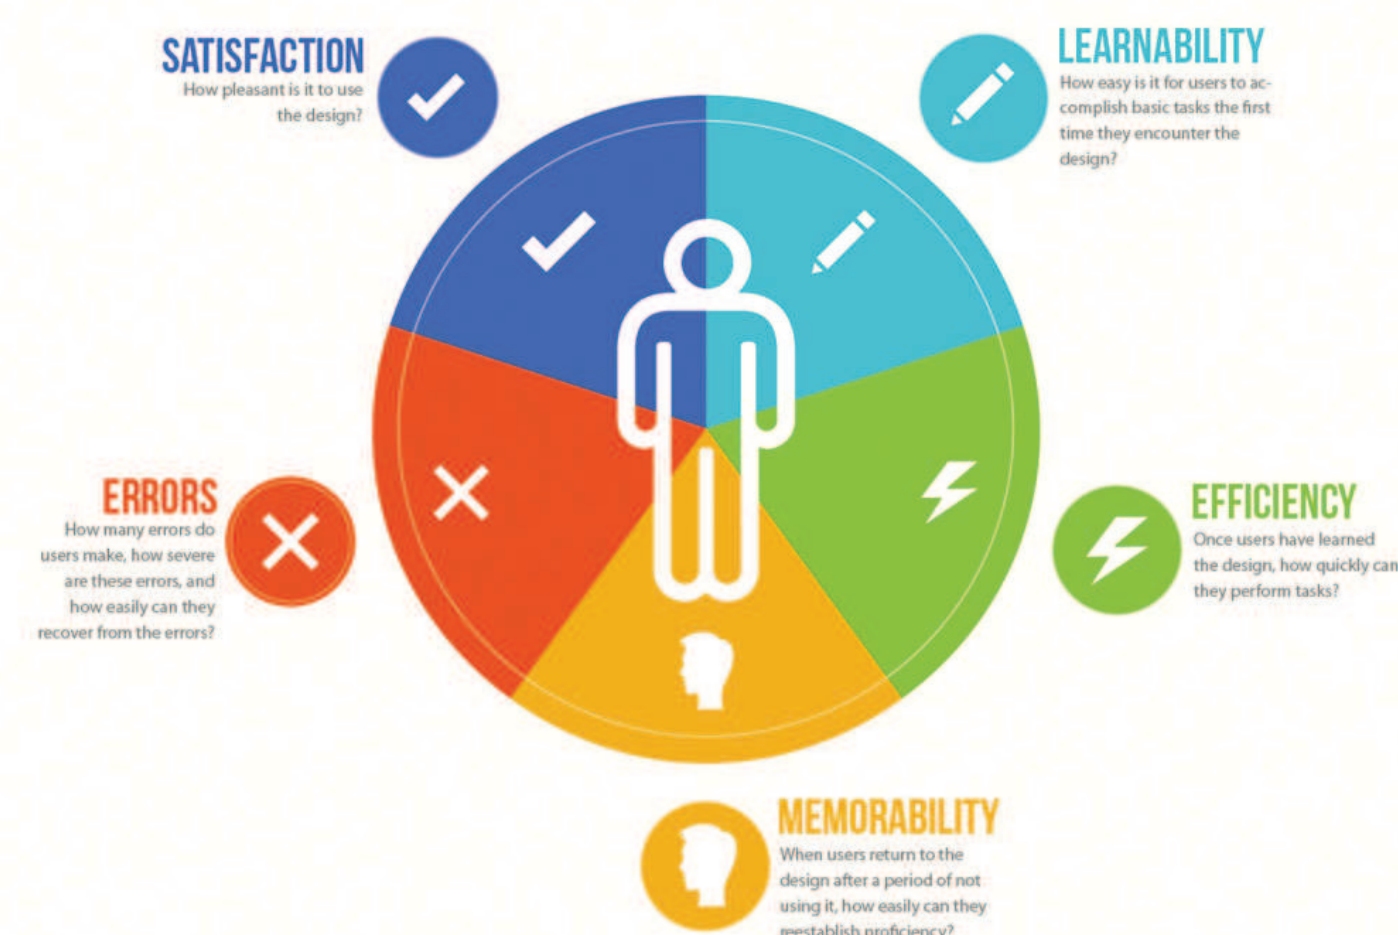 SATISFACTION
How pleasant is it to use
the design?
LEARNABILITY
How easy is it for users to ac-
complish basic tasks the first
time they encounter the
design?
ERRORS
How many errors do
users make, how severe
are these errors, and
how easily can they
recover from the errors?
EFFICIENCY
Once users have learned
the design, how quickly can
they perform tasks?
MEMORABILITY
When users return to the
design after a period of not
using it, how easily can they
reestablish proficiency?